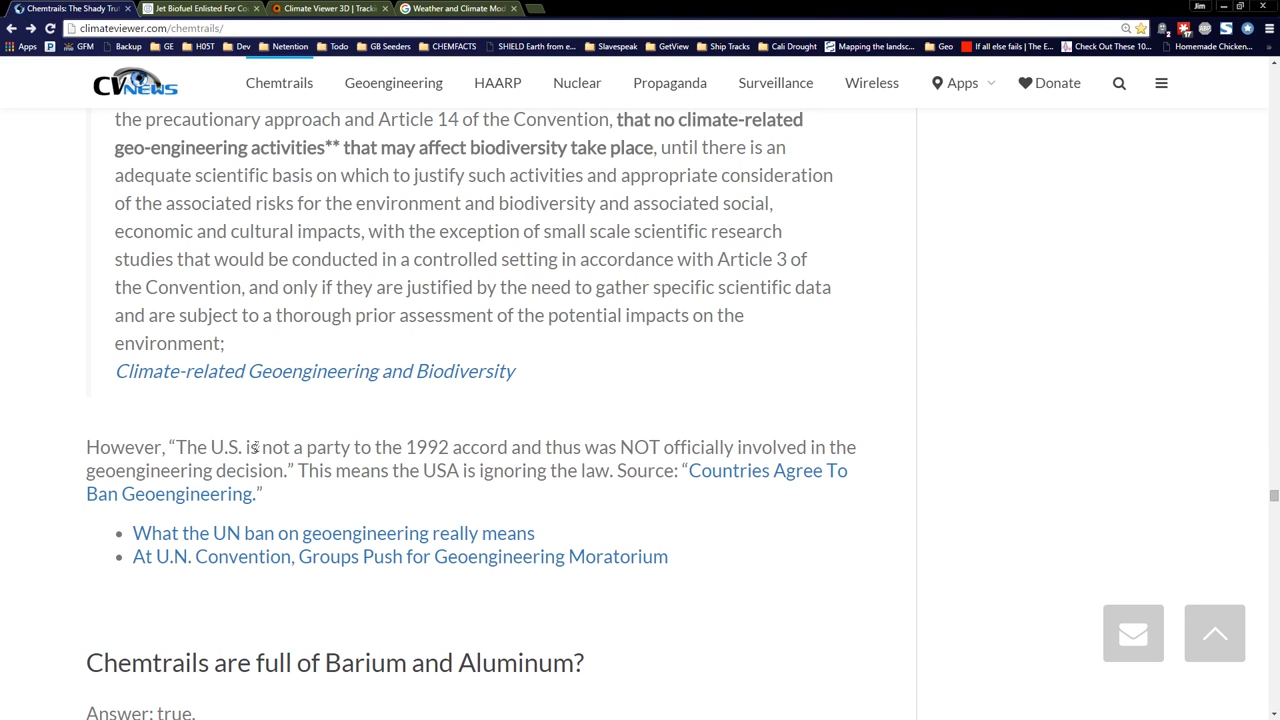 Chemtrails: The Shady Tru
Jet Biofuel Enlisted For Co
Climate Viewer 3D | Tracki
Weather and Climate Mod
Jim
climateviewer.com/chemtrails/
Apps
GFM
Backup
GE
H05T
Dev
Netention
Todo
GB Seeders
CHEMFACTS
SHIELD Earth from e...
Slavespeak
GetView
Ship Tracks
Cali Drought
Mapping the landsc...
Geo
If all else fails | The E...
Check Out These 10...
Homemade Chicken...
CV NEWS
Chemtrails
Geoengineering
HAARP
Nuclear
Propaganda
Surveillance
Wireless
Apps
Donate
the precautionary approach and Article 14 of the Convention, that no climate-related
geo-engineering activities** that may affect biodiversity take place, until there is an
adequate scientific basis on which to justify such activities and appropriate consideration
of the associated risks for the environment and biodiversity and associated social,
economic and cultural impacts, with the exception of small scale scientific research
studies that would be conducted in a controlled setting in accordance with Article 3 of
the Convention, and only if they are justified by the need to gather specific scientific data
and are subject to a thorough prior assessment of the potential impacts on the
environment;
Climate-related Geoengineering and Biodiversity
However, “The U.S. is not a party to the 1992 accord and thus was NOT officially involved in the
geoengineering decision.” This means the USA is ignoring the law. Source: “Countries Agree To
Ban Geoengineering.”
• What the UN ban on geoengineering really means
• At U.N. Convention, Groups Push for Geoengineering Moratorium
Chemtrails are full of Barium and Aluminum?
Answer: true.